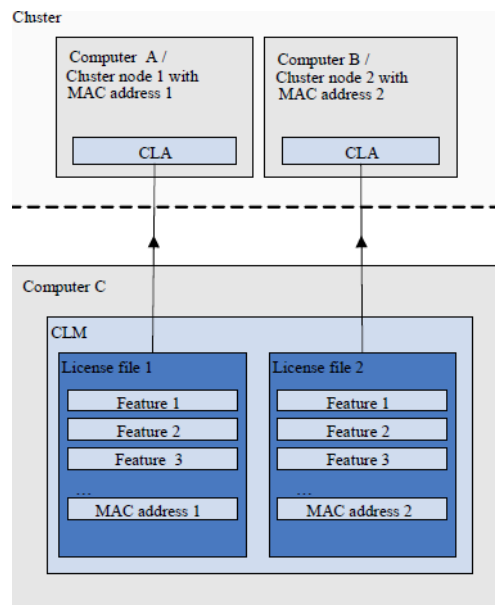 Cluster
Computer A /
Cluster node 1 with
MAC address 1
CLA
Computer B /
Cluster node 2 with
MAC address 2
CLA
Computer C
CLM
License file 1
Feature 1
Feature 2
Feature 3
...
MAC address 1
License file 2
Feature 1
Feature 2
Feature 3
...
MAC address 2